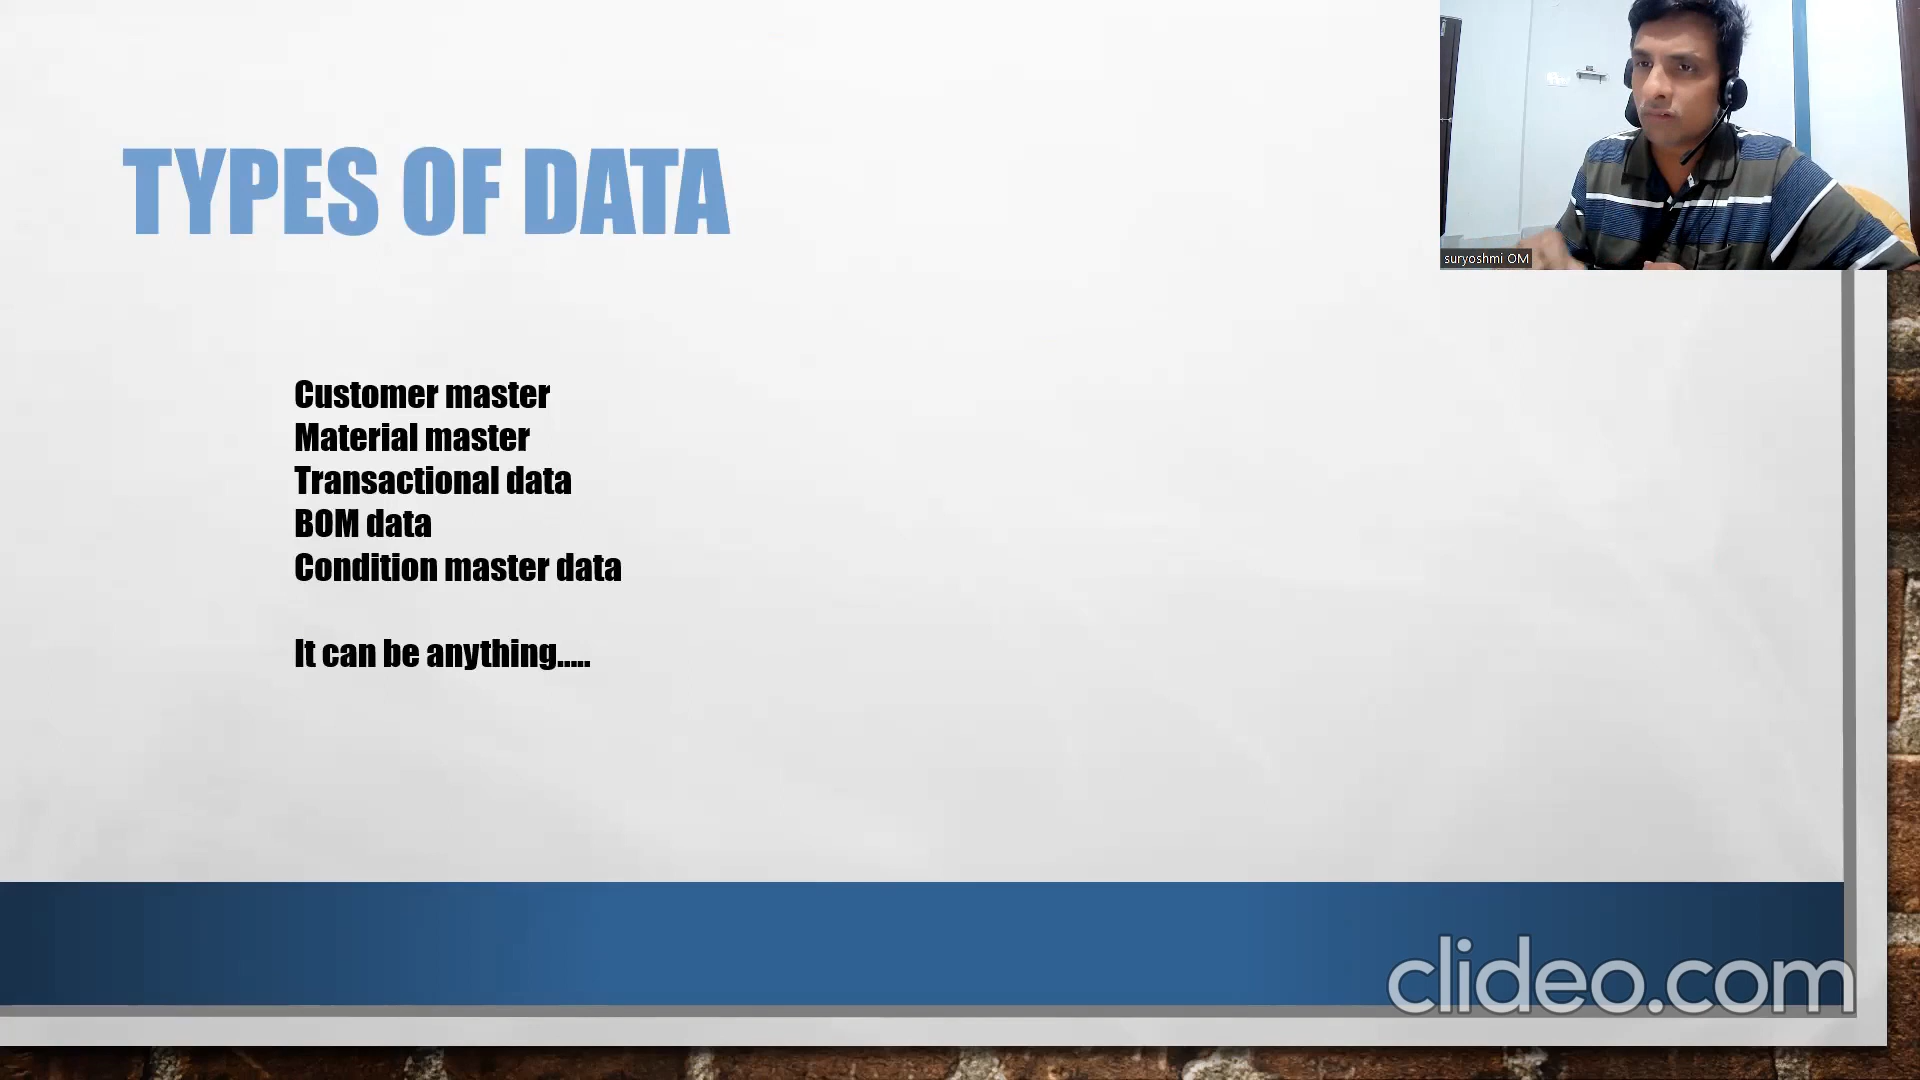 TYPES OF DATA
suryoshmi OM
Customer master
Material master
Transactional data
BOM data
Condition master data
It can be anything.....
clideo.com